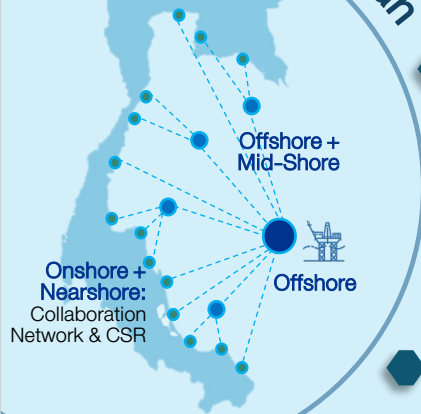 Offshore +
Mid-Shore
Offshore
Onshore +
Nearshore:
Collaboration
Network & CSR